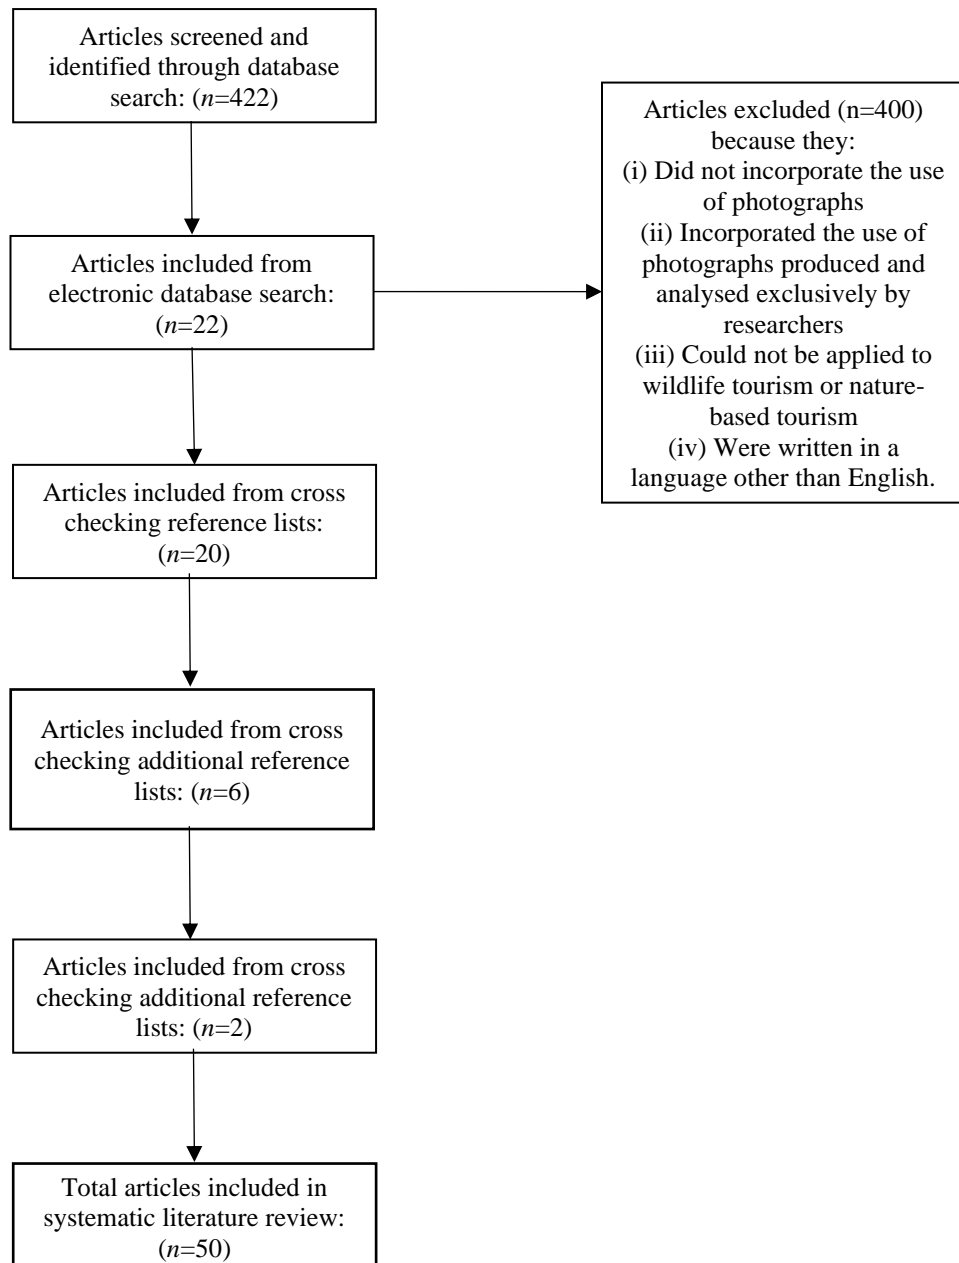 Articles screened and
identified through database
search: (n=422)
Articles excluded (n=400)
because they:
(i) Did not incorporate the use
of photographs
(ii) Incorporated the use of
photographs produced and
analysed exclusively by
researchers
(iii) Could not be applied to
wildlife tourism or nature-
based tourism
(iv) Were written in a
language other than English.
Articles included from
electronic database search:
(n=22)
Articles included from cross
checking reference lists:
(n=20)
Articles included from cross
checking additional reference
lists: (n=6)
Articles included from cross
checking additional reference
lists: (n=2)
Total articles included in
systematic literature review:
(n=50)